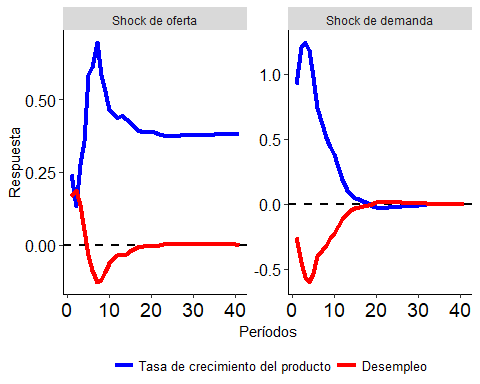 Shock de oferta
Shock de demanda
Respuesta
0.50
0.25
0.00
1.0
0.5
0.0
-0.5
0 10 20 30 40
0 10 20 30 40
Períodos
Tasa de crecimiento del producto
Desempleo